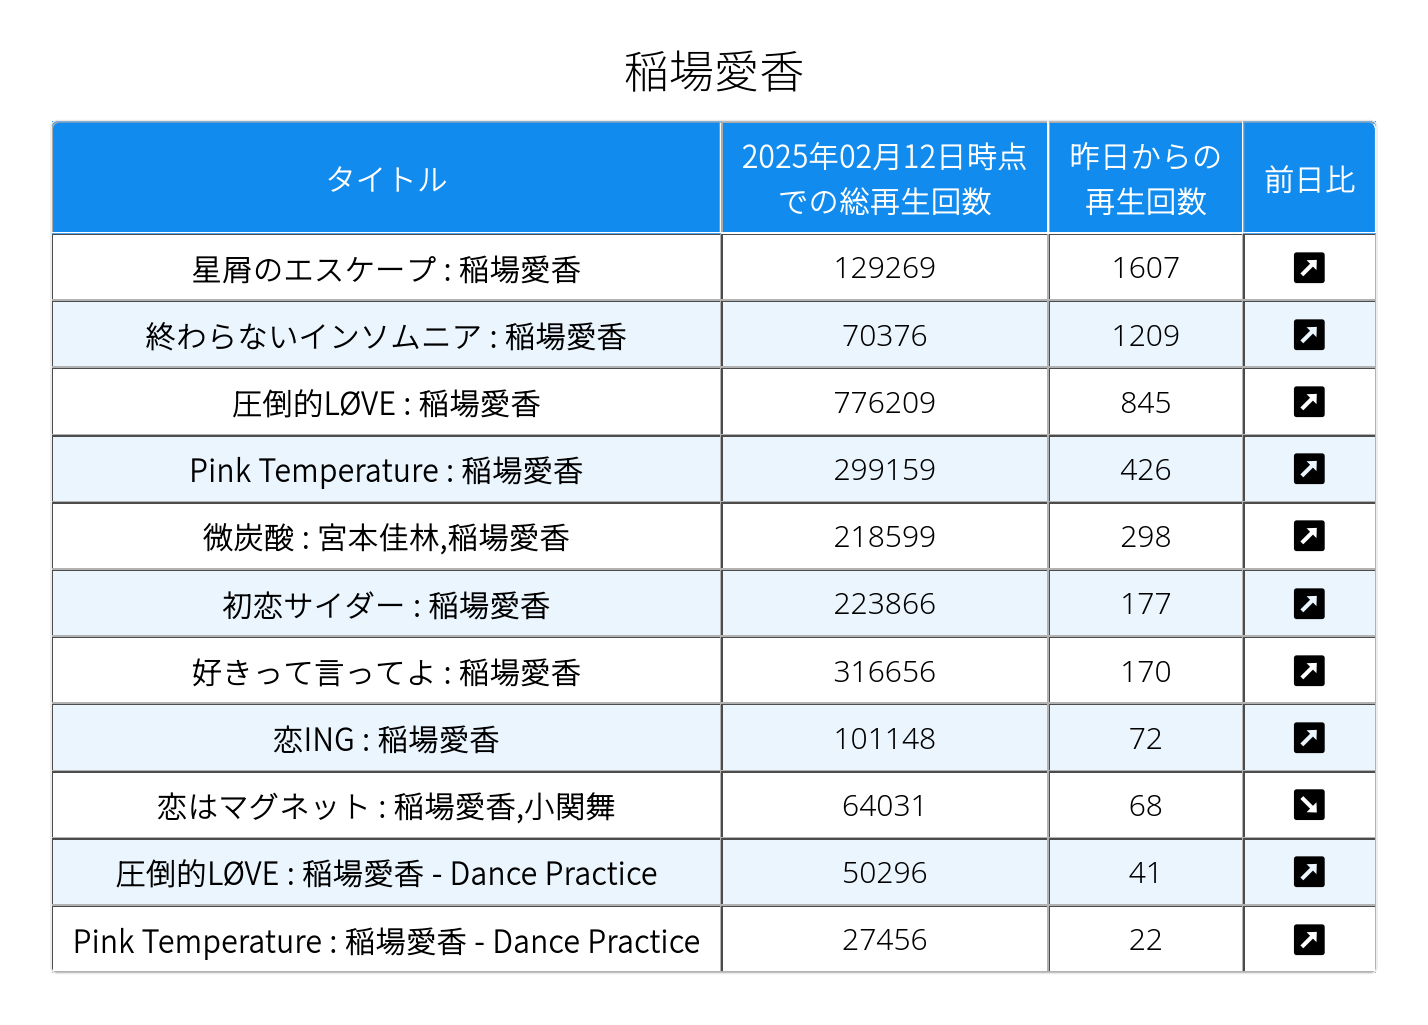 稲場愛香
タイトル 2025年02月12日時点 昨日からの 前日比
での総再生回数 再生回数
星屑のエスケープ : 稲場愛香 129269 1607 ↗
終わらないインソムニア : 稲場愛香 70376 1209 ↗
圧倒的LØVE : 稲場愛香 776209 845 ↗
Pink Temperature : 稲場愛香 299159 426 ↗
微炭酸 : 宮本佳林,稲場愛香 218599 298 ↗
初恋サイダー : 稲場愛香 223866 177 ↗
好きって言ってよ : 稲場愛香 316656 170 ↗
恋ING : 稲場愛香 101148 72 ↗
恋はマグネット : 稲場愛香,小関舞 64031 68 ↘
圧倒的LØVE : 稲場愛香 - Dance Practice 50296 41 ↗
Pink Temperature : 稲場愛香 - Dance Practice 27456 22 ↗